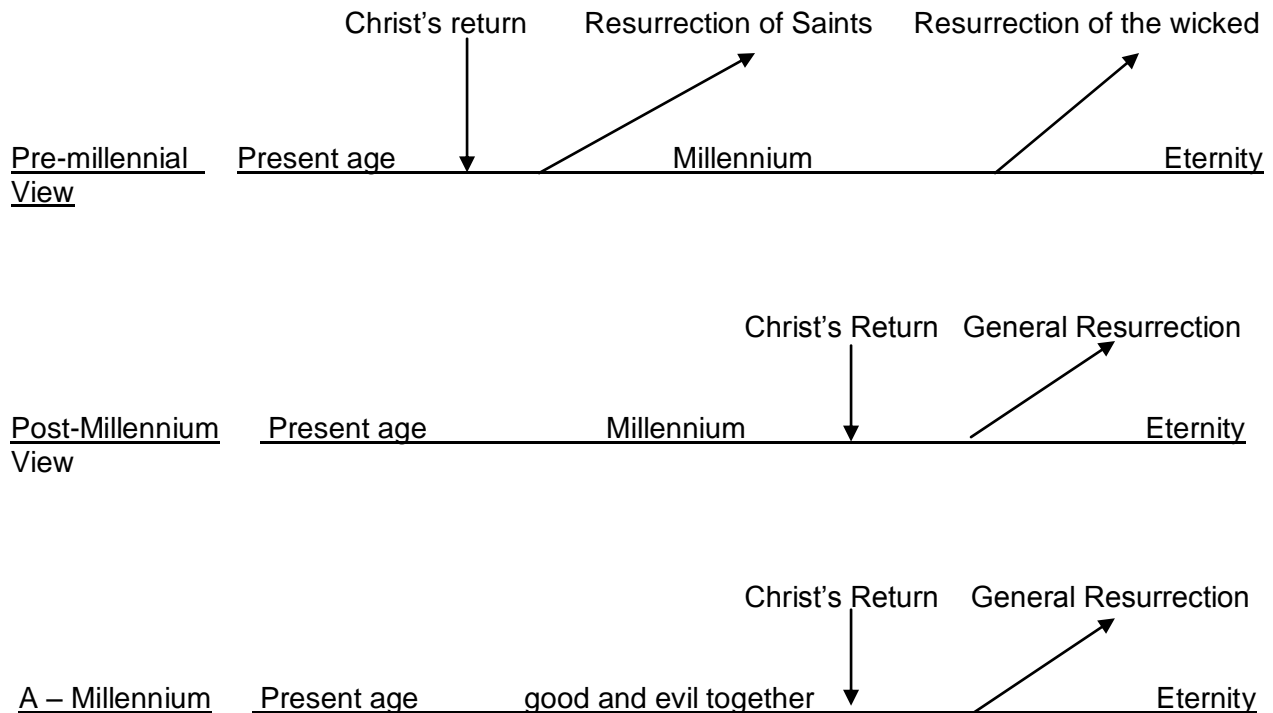 Christ’s return Resurrection of Saints Resurrection of the wicked
Pre-millennial Present age Millennium Eternity
View
Christ’s Return General Resurrection
Post-Millennium Present age Millennium Eternity
View
Christ’s Return General Resurrection
A – Millennium Present age good and evil together Eternity